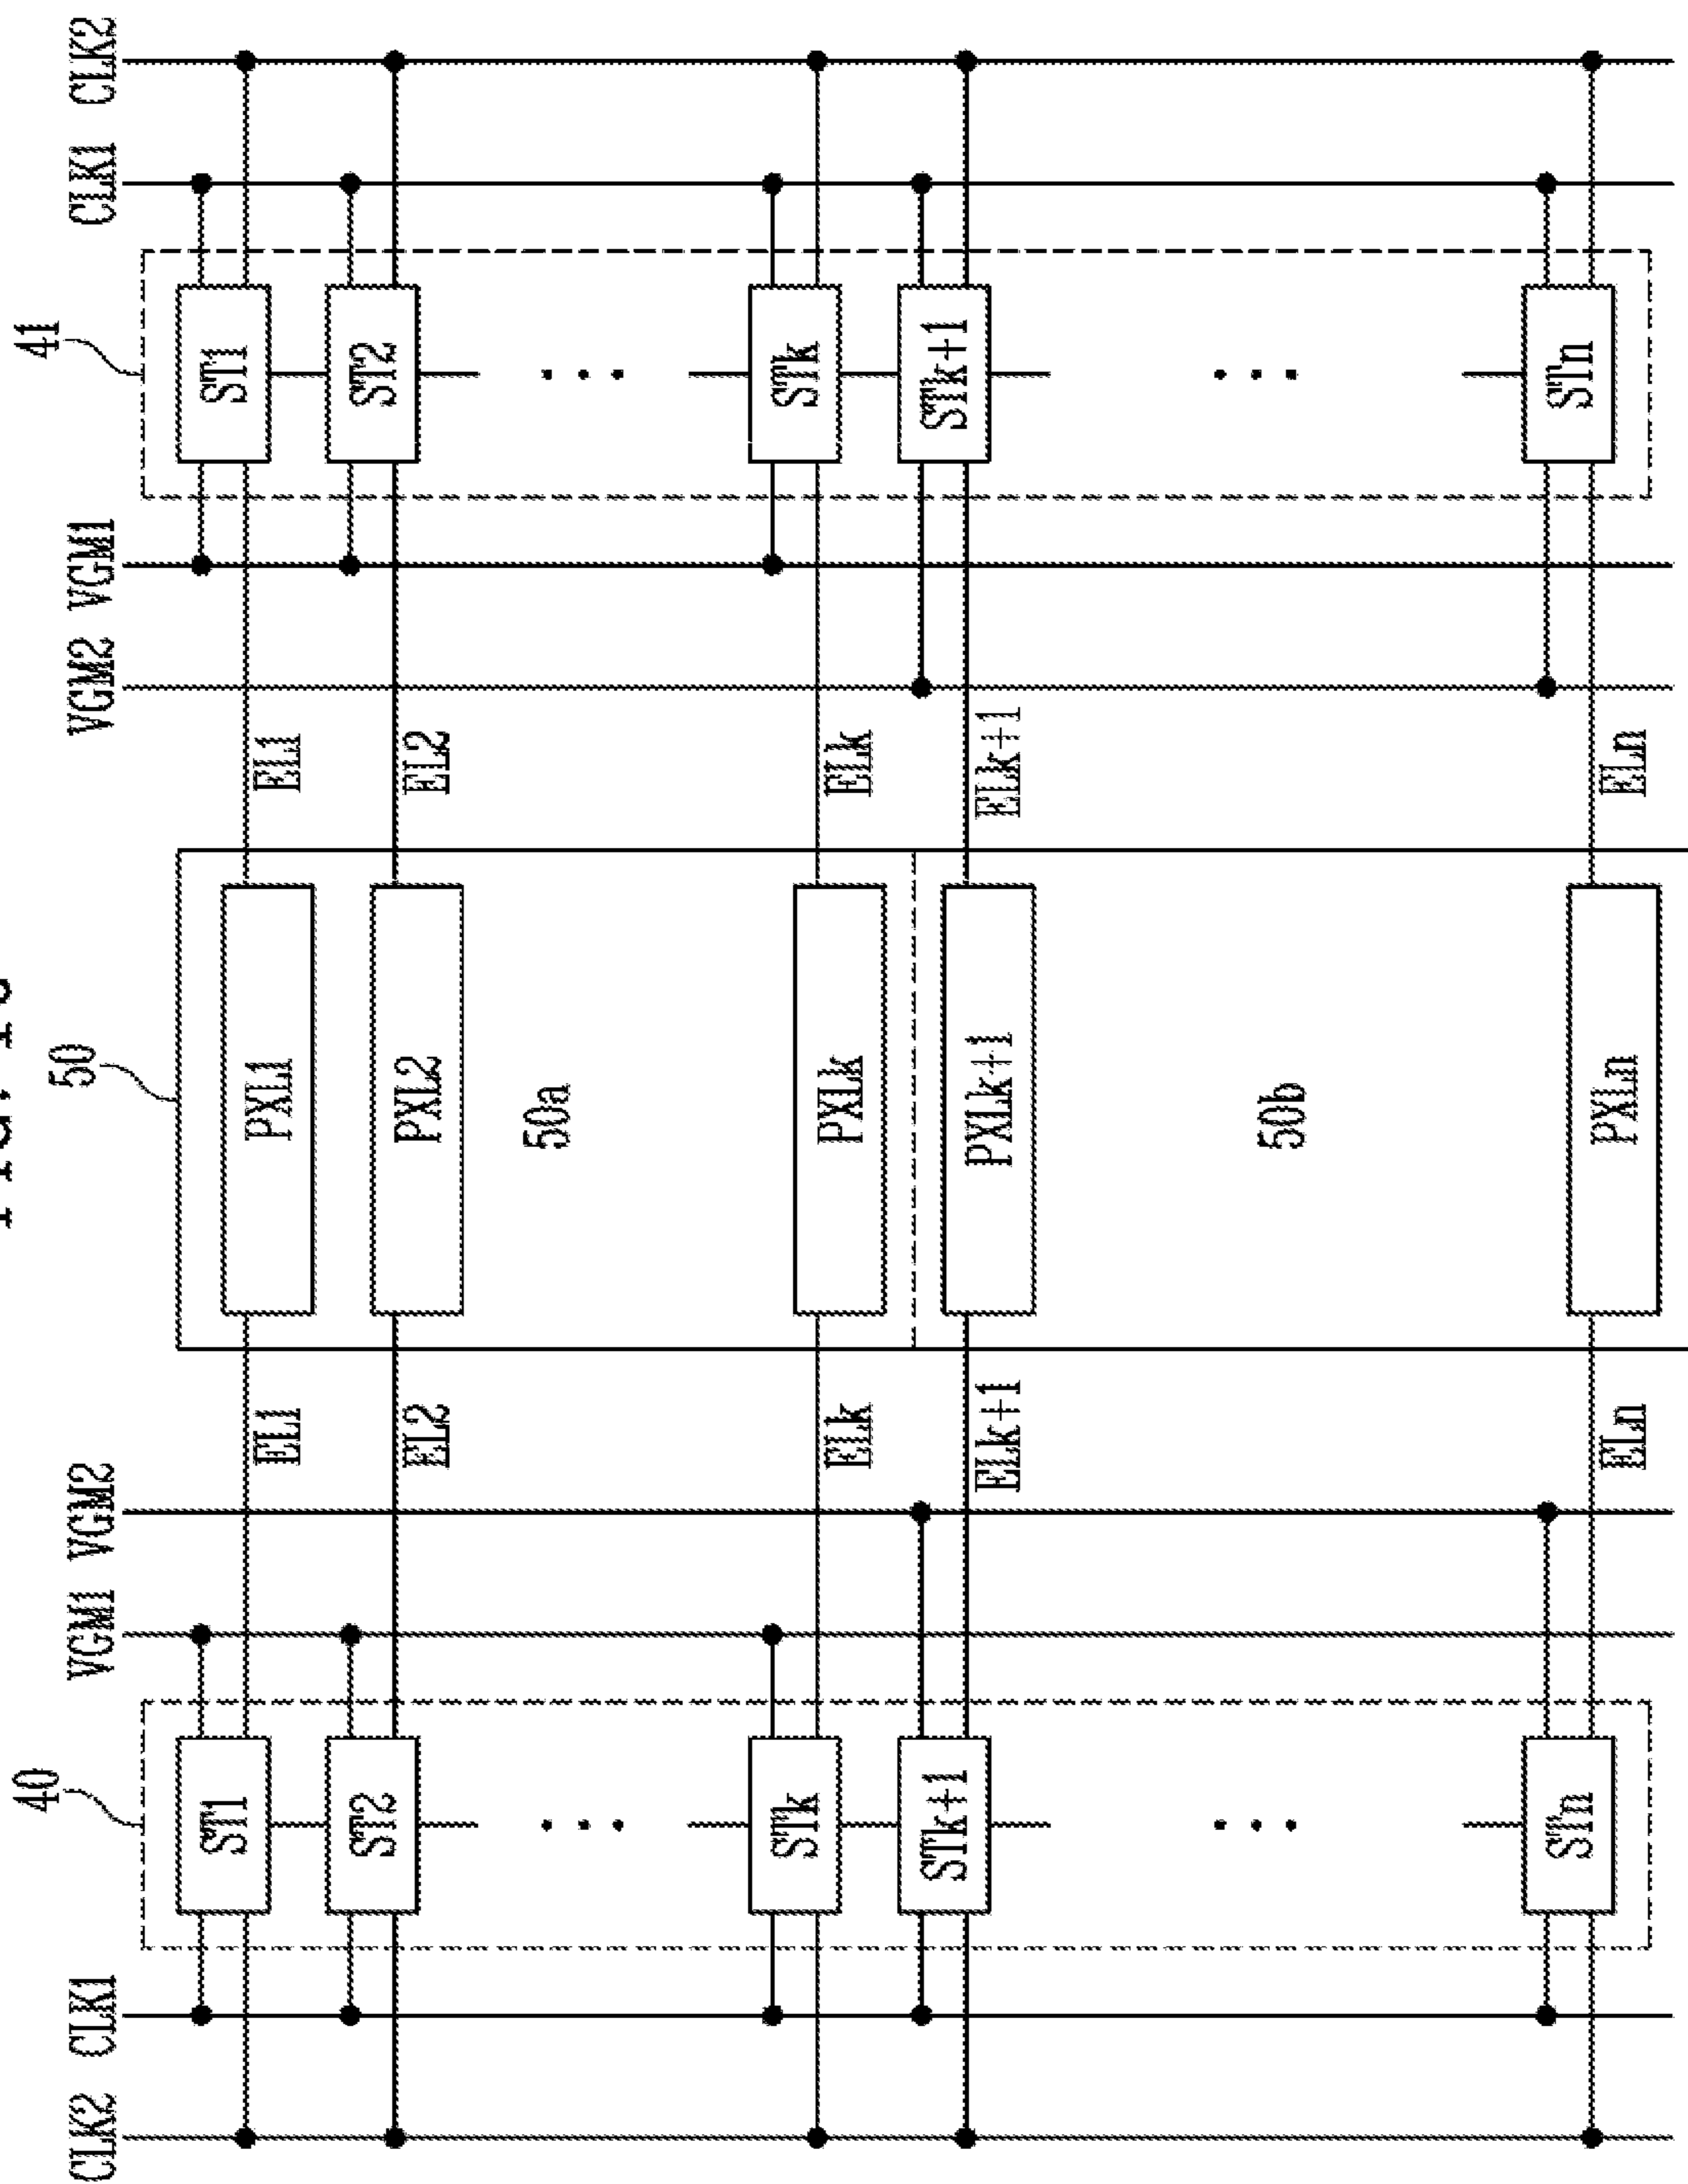 40
50
41
CLK2
CLK1
VGM1
VGM2
VGM2
VGM1
CLK1
CLK2
ST1
EL1
PXL1
EL1
ST1
ST2
EL2
PXL2
EL2
ST2
50a
STk
ELk
PXLk
ELk
STk
STk+1
ELk+1
PXLk+1
ELk+1
STk+1
50b
STn
ELn
PXLn
ELn
STn